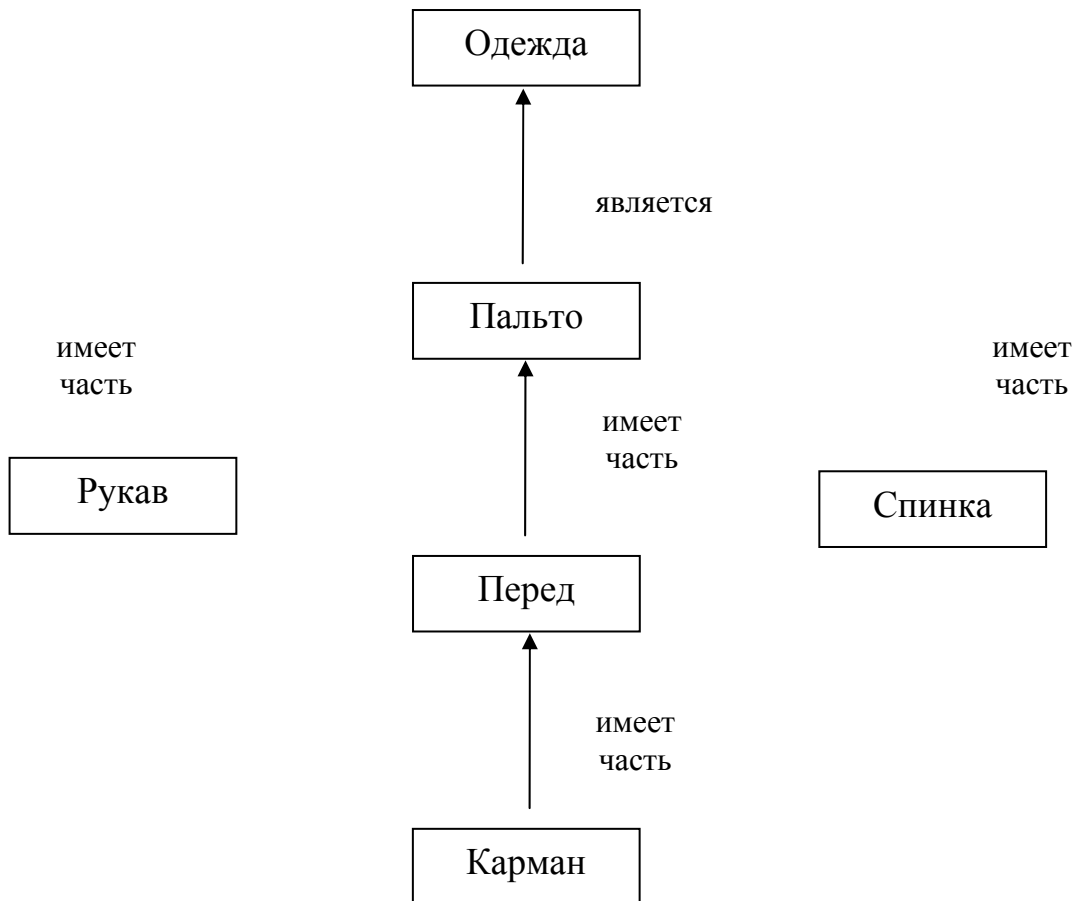 Одежда
является
Пальто
имеет
часть
имеет
часть
имеет
часть
Рукав
Спинка
Перед
имеет
часть
Карман